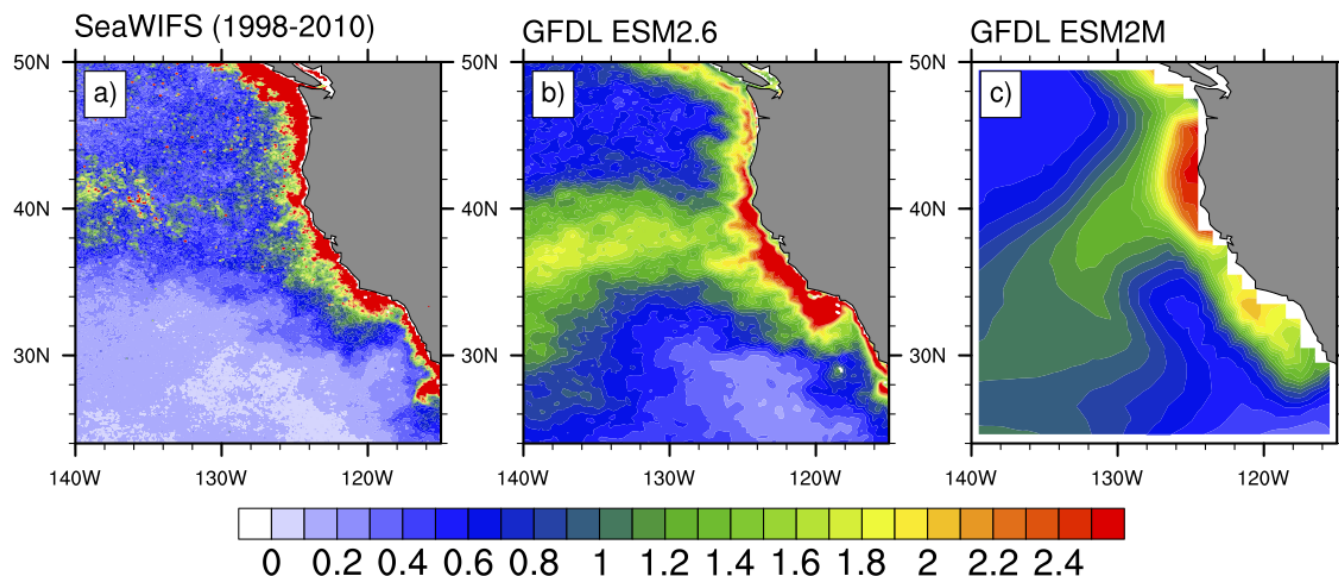 SeaWIFS (1998-2010) GFDL ESM2.6 GFDL ESM2M
50N 50N 50N
a) b) c)
40N 40N 40N
30N 30N 30N
140W 130W 120W 140W 130W 120W 140W 130W 120W
0 0.2 0.4 0.6 0.8 1 1.2 1.4 1.6 1.8 2 2.2 2.4